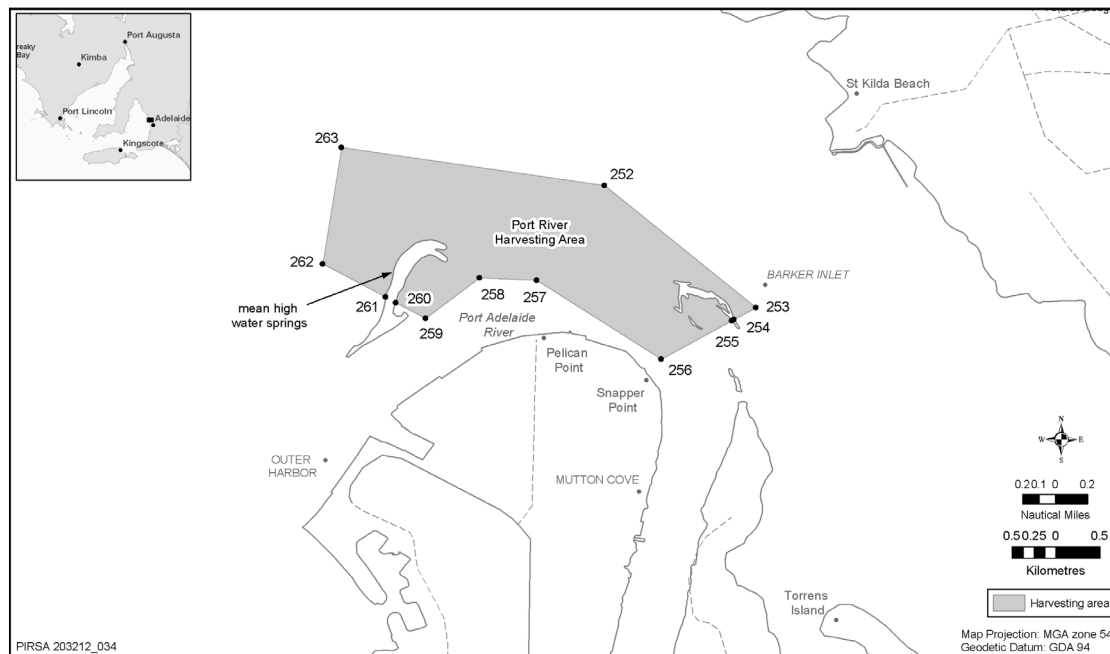 Port Augusta
reaky
Bay
Kimba
Port Lincoln
Adelaide
Kingscote
St Kilda Beach
263
252
Port River
Harvesting Area
262
mean high
water springs
261
260
259
258
257
Port Adelaide
River
BARKER INLET
253
254
255
256
Pelican
Point
Snapper
Point
OUTER
HARBOR
MUTTON COVE
Torrens
Island
N
W
E
S
0.2 0.1 0 0.2
Nautical Miles
0.5 0.25 0 0.5
Kilometres
Harvesting area
Map Projection: MGA zone 54
Geodetic Datum: GDA 94
PIRSA 203212_034